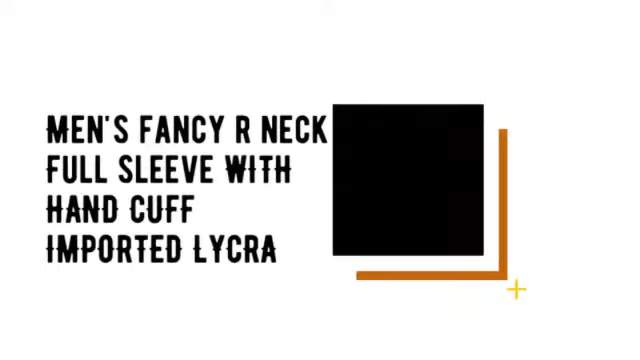 Men's fancy R neck
Full sleeve with
Hand cuff
Imported Lycra